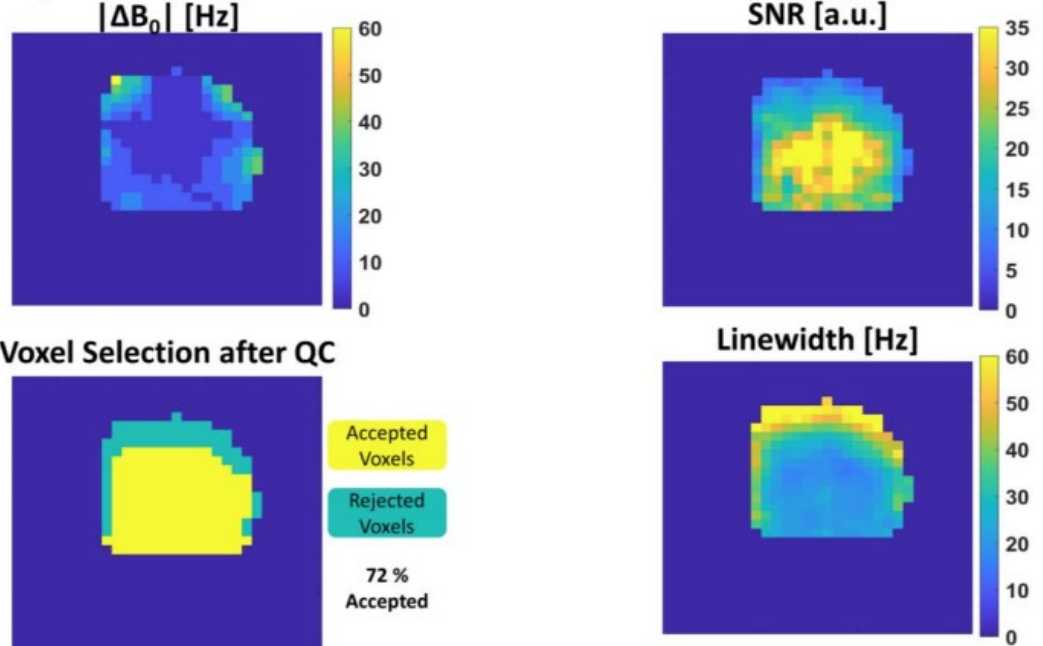 |ΔB₀| [Hz]
60
50
40
30
20
10
0
SNR [a.u.]
35
30
25
20
15
10
5
0
Voxel Selection after QC
Accepted
Voxels
Rejected
Voxels
72 %
Accepted
Linewidth [Hz]
60
50
40
30
20
10
0